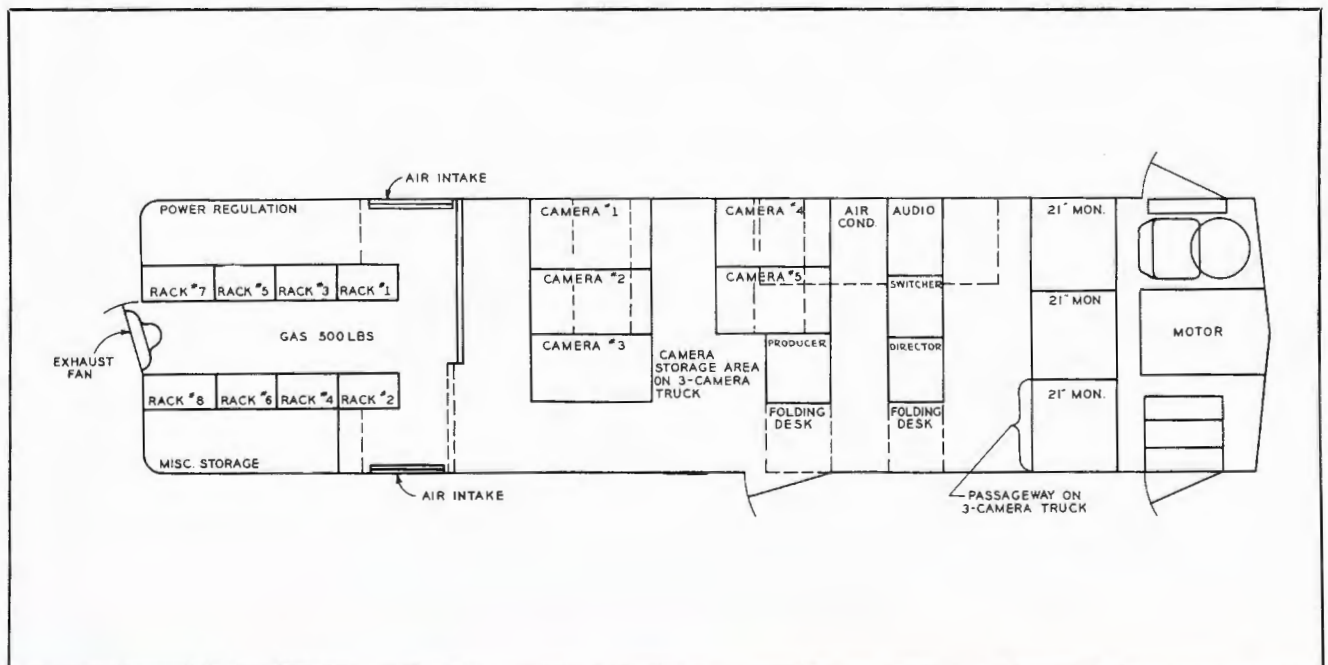 AIR INTAKE
POWER REGULATION
CAMERA #1
CAMERA #4
AIR
COND.
AUDIO
21" MON.
RACK #7
RACK #5
RACK #3
RACK #1
CAMERA #2
CAMERA #5
SWITCHER
21" MON
EXHAUST
FAN
GAS 500 LBS
CAMERA #3
CAMERA
STORAGE AREA
ON 3-CAMERA
TRUCK
PRODUCER
DIRECTOR
MOTOR
RACK #8
RACK #6
RACK #4
RACK #2
FOLDING
DESK
FOLDING
DESK
21" MON.
MISC. STORAGE
AIR INTAKE
PASSAGEWAY ON
3-CAMERA TRUCK